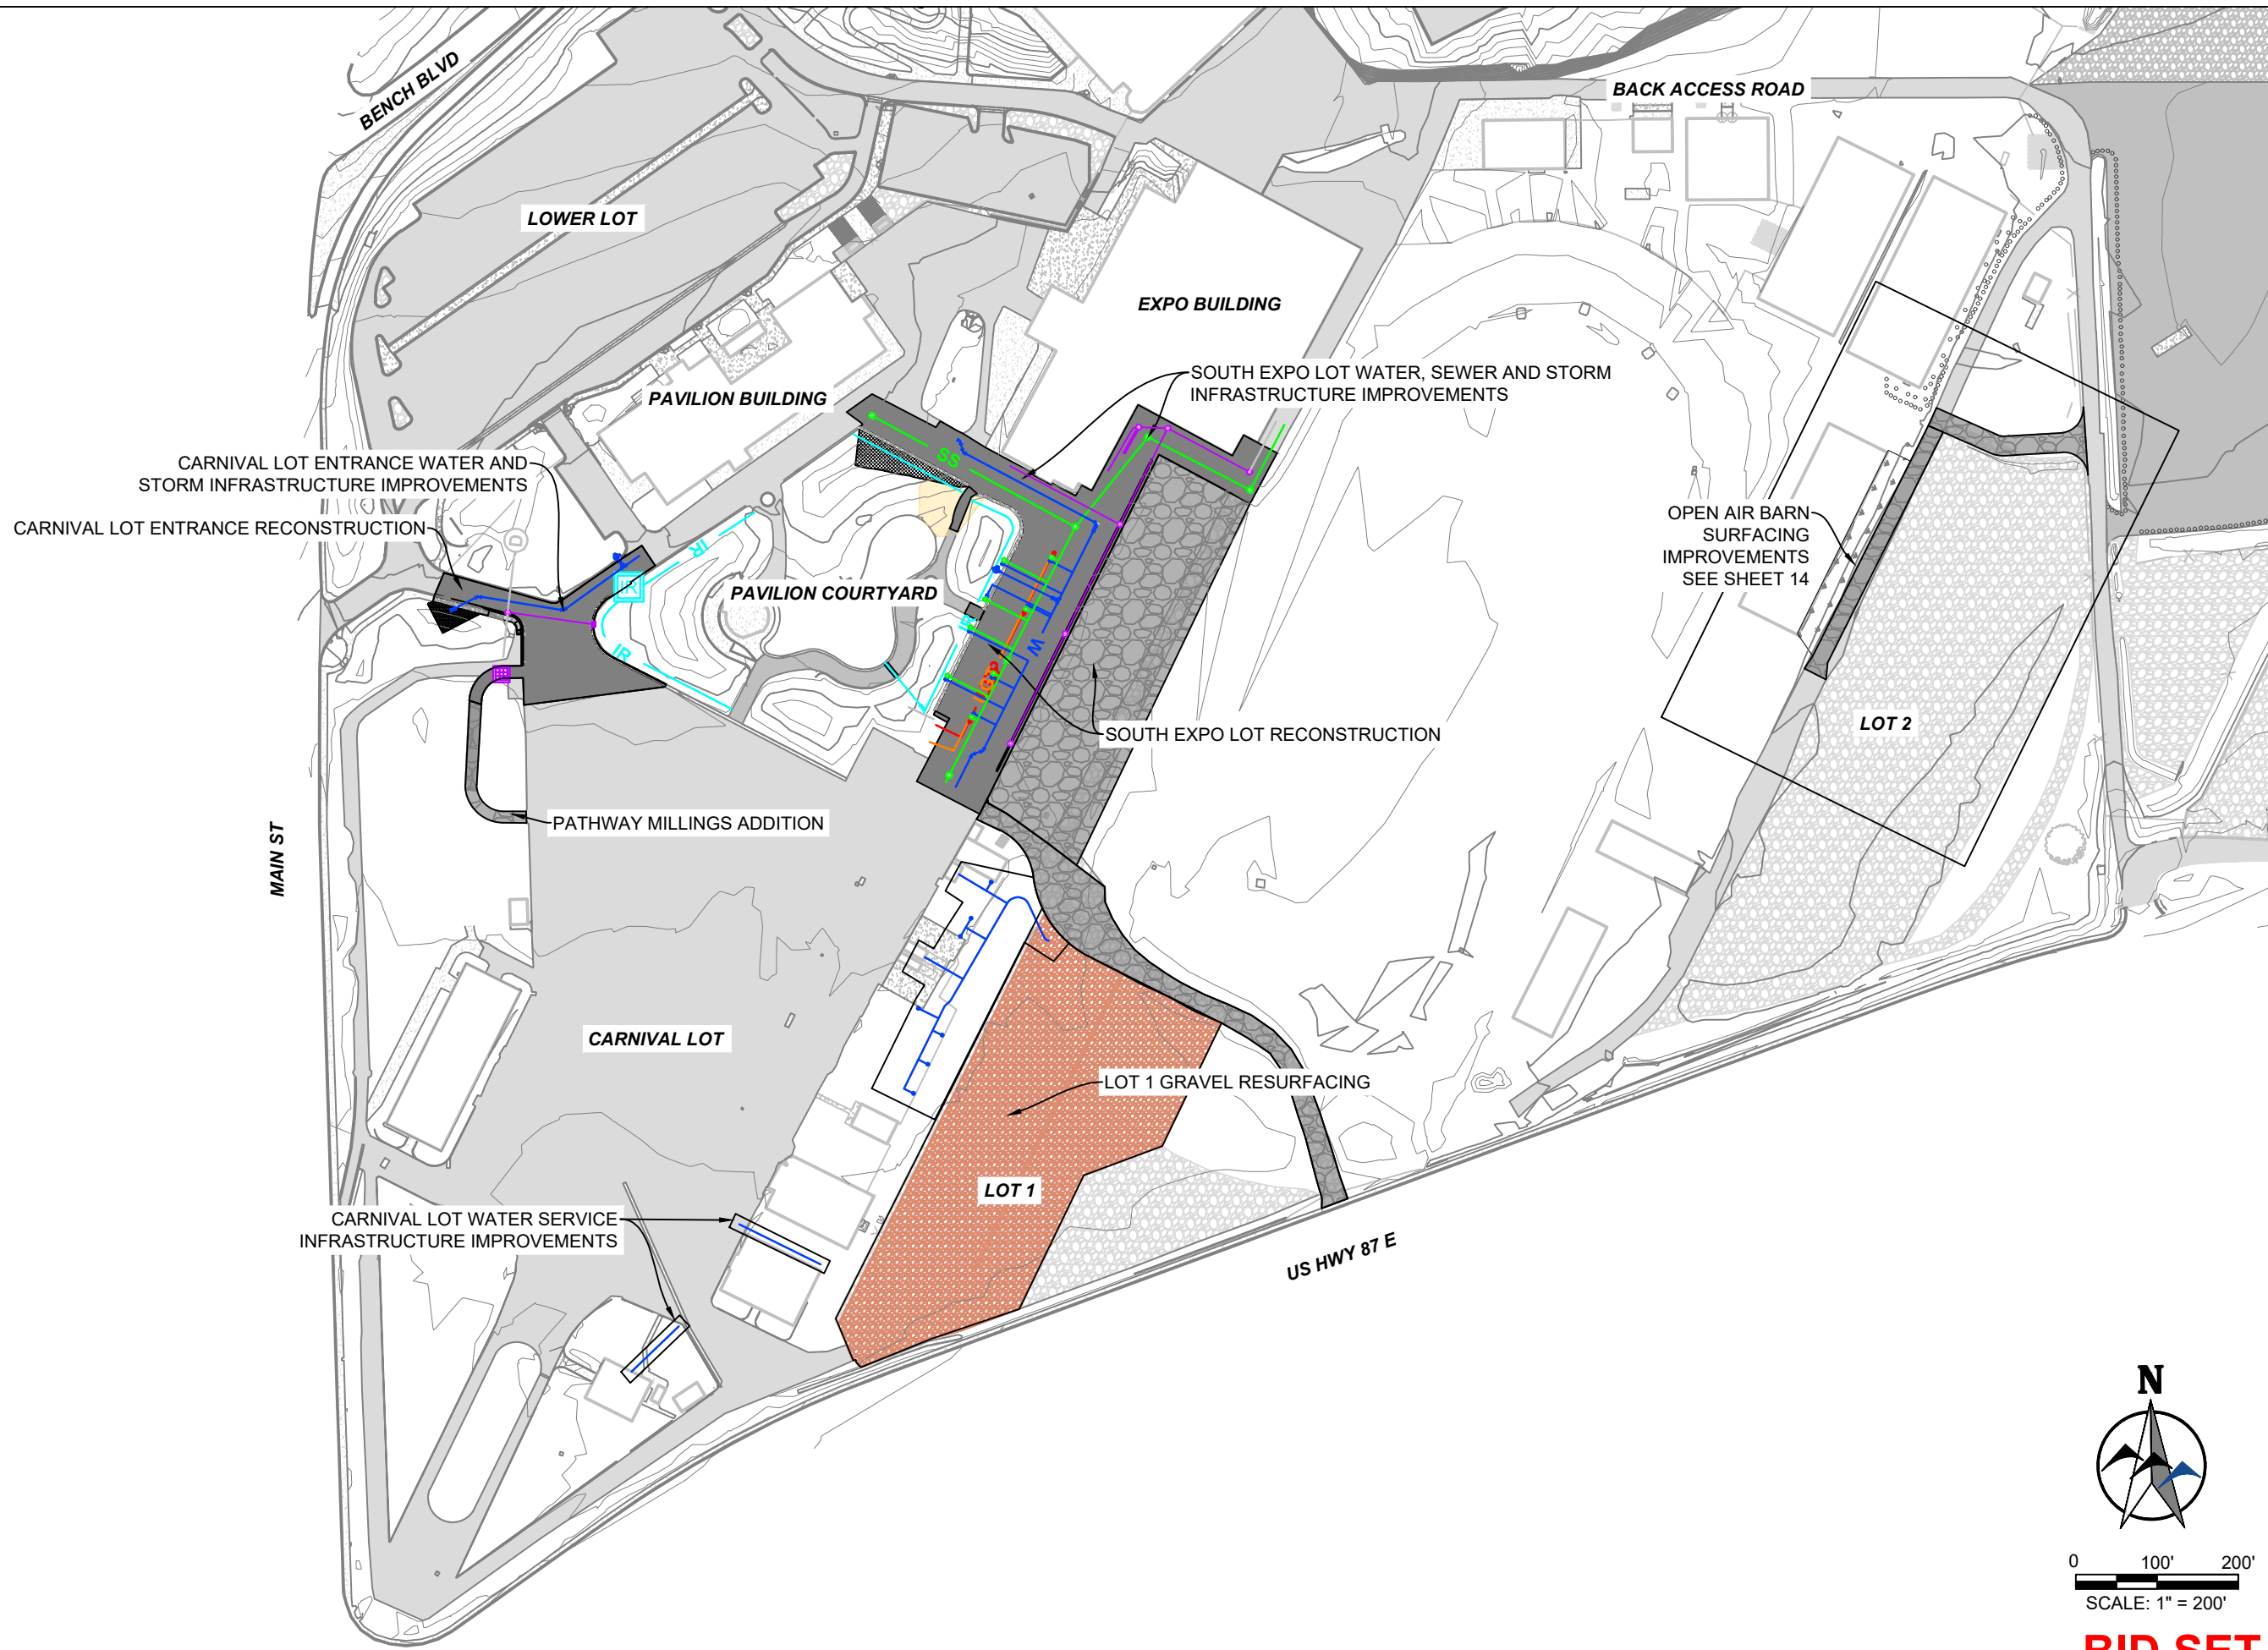 BENCH BLVD
BACK ACCESS ROAD
LOWER LOT
EXPO BUILDING
SOUTH EXPO LOT WATER, SEWER AND STORM
INFRASTRUCTURE IMPROVEMENTS
PAVILION BUILDING
SS
CARNIVAL LOT ENTRANCE WATER AND
STORM INFRASTRUCTURE IMPROVEMENTS
CARNIVAL LOT ENTRANCE RECONSTRUCTION
D
IR
IR
OPEN AIR BARN
SURFACING
IMPROVEMENTS
SEE SHEET 14
PAVILION COURTYARD
IR
W
IR
LOT 2
SOUTH EXPO LOT RECONSTRUCTION
PATHWAY MILLINGS ADDITION
MAIN ST
CARNIVAL LOT
LOT 1 GRAVEL RESURFACING
LOT 1
CARNIVAL LOT WATER SERVICE
INFRASTRUCTURE IMPROVEMENTS
US HWY 87 E
N
0 100' 200'
SCALE: 1" = 200'
BID SET